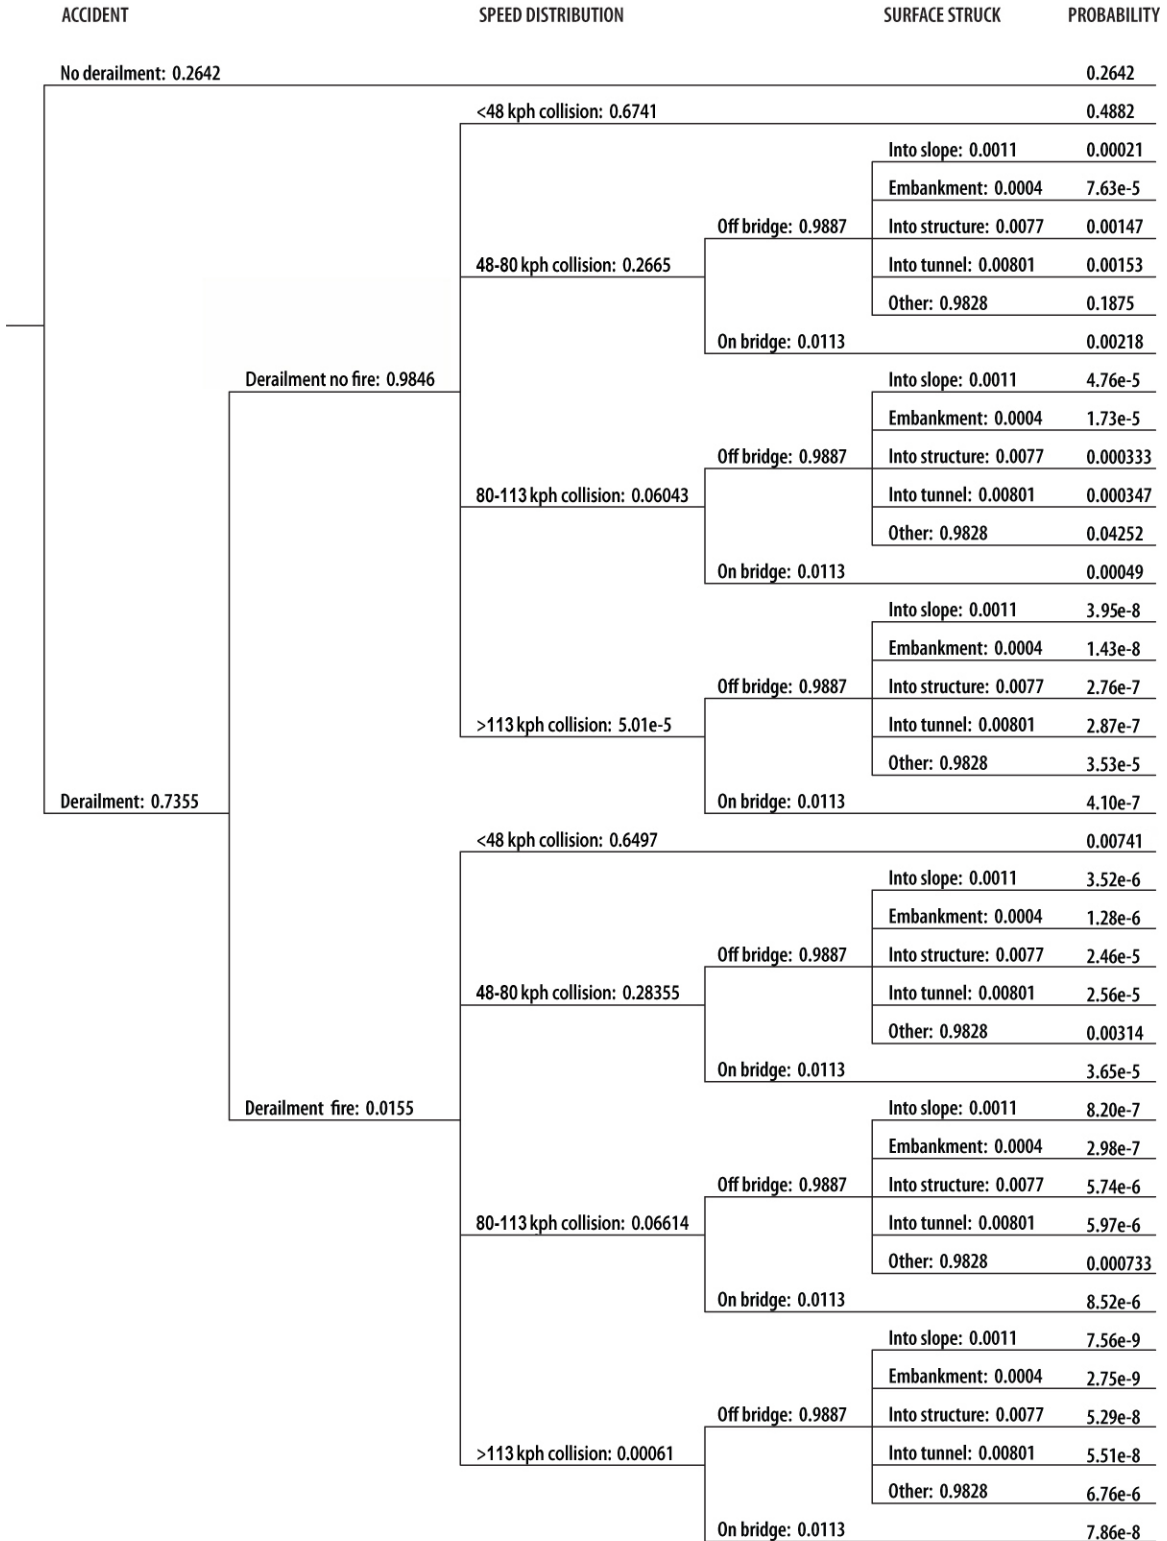 ACCIDENT SPEED DISTRIBUTION SURFACE STRUCK PROBABILITY
No derailment: 0.2642 0.2642
<48 kph collision: 0.6741 0.4882
Into slope: 0.0011 0.00021
Embankment: 0.0004 7.63e-5
Off bridge: 0.9887 Into structure: 0.0077 0.00147
48-80 kph collision: 0.2665 Into tunnel: 0.00801 0.00153
Other: 0.9828 0.1875
On bridge: 0.0113 0.00218
Derailment no fire: 0.9846 Into slope: 0.0011 4.76e-5
Embankment: 0.0004 1.73e-5
Off bridge: 0.9887 Into structure: 0.0077 0.000333
80-113 kph collision: 0.06043 Into tunnel: 0.00801 0.000347
Other: 0.9828 0.04252
On bridge: 0.0113 0.00049
Into slope: 0.0011 3.95e-8
Embankment: 0.0004 1.43e-8
Off bridge: 0.9887 Into structure: 0.0077 2.76e-7
>113 kph collision: 5.01e-5 Into tunnel: 0.00801 2.87e-7
Other: 0.9828 3.53e-5
Derailment: 0.7355 On bridge: 0.0113 4.10e-7
<48 kph collision: 0.6497 0.00741
Into slope: 0.0011 3.52e-6
Embankment: 0.0004 1.28e-6
Off bridge: 0.9887 Into structure: 0.0077 2.46e-5
48-80 kph collision: 0.28355 Into tunnel: 0.00801 2.56e-5
Other: 0.9828 0.00314
On bridge: 0.0113 3.65e-5
Derailment fire: 0.0155 Into slope: 0.0011 8.20e-7
Embankment: 0.0004 2.98e-7
Off bridge: 0.9887 Into structure: 0.0077 5.74e-6
80-113 kph collision: 0.06614 Into tunnel: 0.00801 5.97e-6
Other: 0.9828 0.000733
On bridge: 0.0113 8.52e-6
Into slope: 0.0011 7.56e-9
Embankment: 0.0004 2.75e-9
Off bridge: 0.9887 Into structure: 0.0077 5.29e-8
>113 kph collision: 0.00061 Into tunnel: 0.00801 5.51e-8
Other: 0.9828 6.76e-6
On bridge: 0.0113 7.86e-8